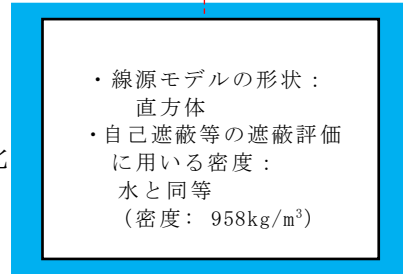 ・線源モデルの形状：
直方体
・自己遮蔽等の遮蔽評価
に用いる密度：
水と同等
(密度： 958kg/m³)